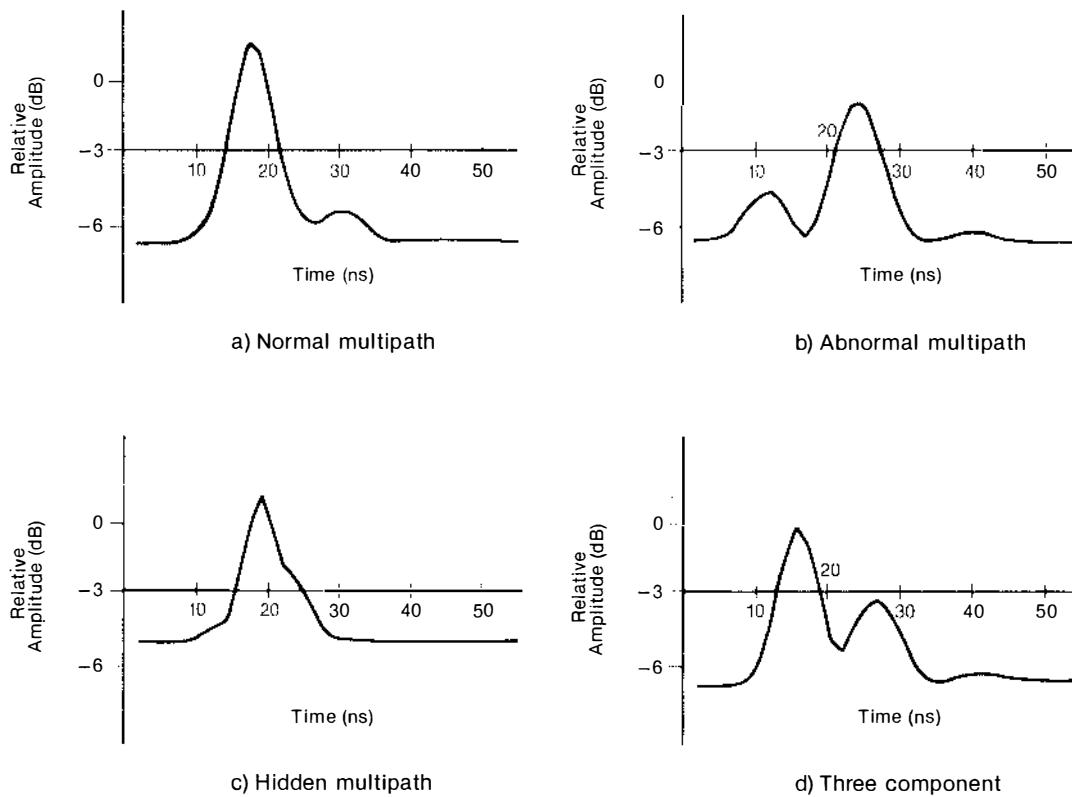 Relative
Amplitude (dB)
0
−3
−6
10 20 30 40 50
Time (ns)
a) Normal multipath
Relative
Amplitude (dB)
0
−3
−6
10 20 30 40 50
Time (ns)
b) Abnormal multipath
Relative
Amplitude (dB)
0
−3
−6
10 20 30 40 50
Time (ns)
c) Hidden multipath
Relative
Amplitude (dB)
0
−3
−6
10 20 30 40 50
Time (ns)
d) Three component